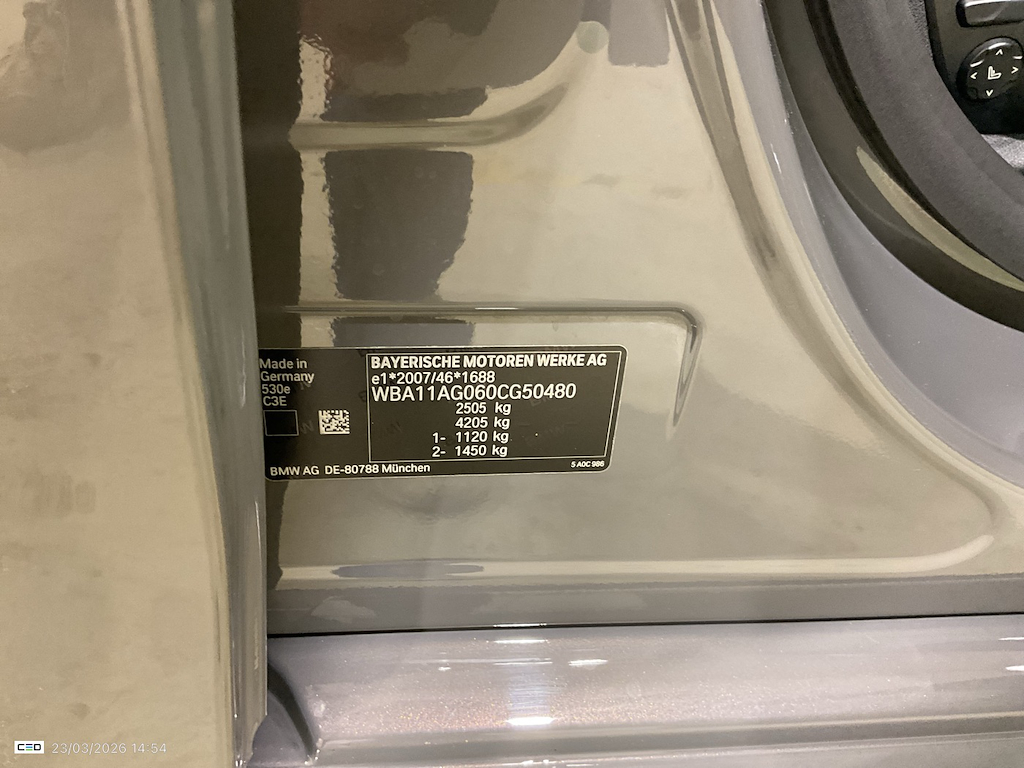 Made in
Germany
530e
C3E
BAYERISCHE MOTOREN WERKE AG
e1*2007/46*1688
WBA11AG060CG50480
2505 kg
4205 kg
1- 1120 kg
2- 1450 kg
BMW AG DE-80788 München
5 A0C 986
CEO 23/03/2026 14:54